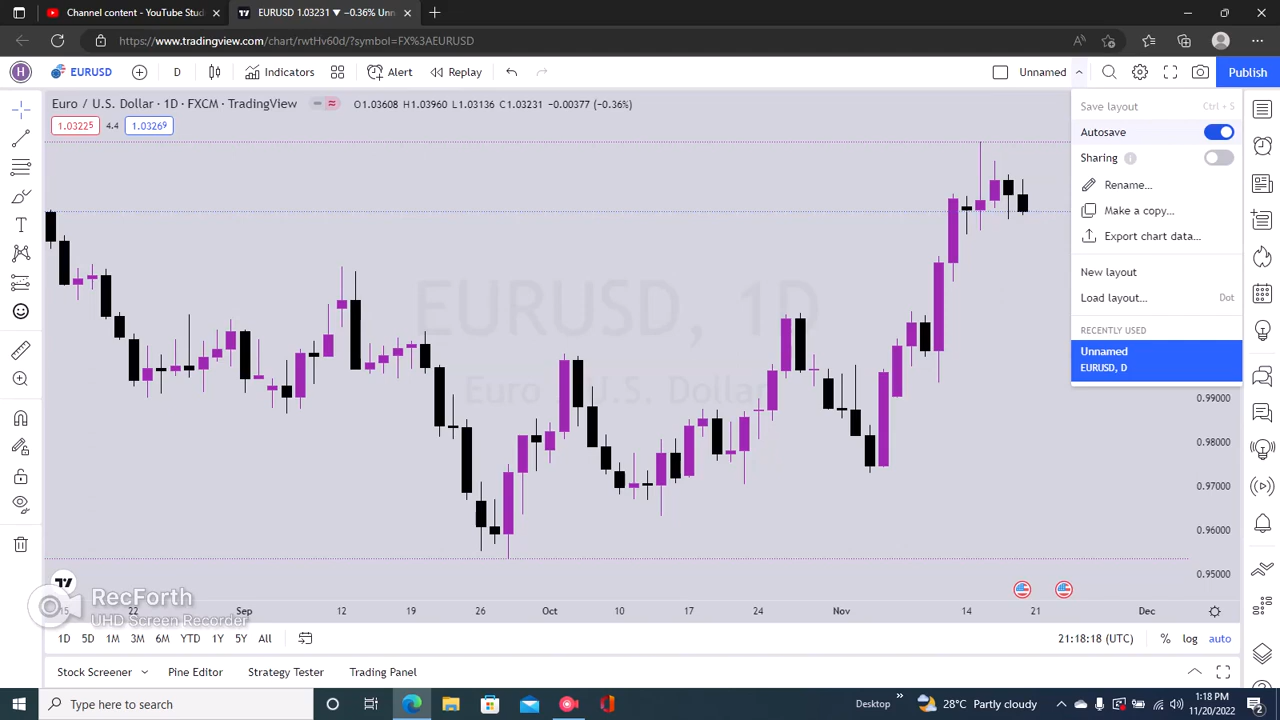 Channel content - YouTube Studio
EURUSD 1.03231 ▼ −0.36% Unn
https://www.tradingview.com/chart/rwtHv60d/?symbol=FX%3AEURUSD
H
EURUSD
D
Indicators
Alert
Replay
Unnamed
Publish
Euro / U.S. Dollar · 1D · FXCM · TradingView
O1.03608 H1.03960 L1.03136 C1.03231 −0.00377 (−0.36%)
1.03225
4.4
1.03269
Save layout Ctrl + S
Autosave
Sharing
Rename...
Make a copy...
Export chart data...
New layout
Load layout... Dot
RECENTLY USED
Unnamed
EURUSD, D
EURUSD, 1D
Euro / U.S. Dollar
0.99000
0.98000
0.97000
0.96000
0.95000
RecForth
UHD Screen Recorder
15 22 Sep 12 19 26 Oct 10 17 24 Nov 14 21 Dec
1D 5D 1M 3M 6M YTD 1Y 5Y All
21:18:18 (UTC)
% log auto
Stock Screener
Pine Editor
Strategy Tester
Trading Panel
Type here to search
Desktop
28°C Partly cloudy
1:18 PM
11/20/2022
2